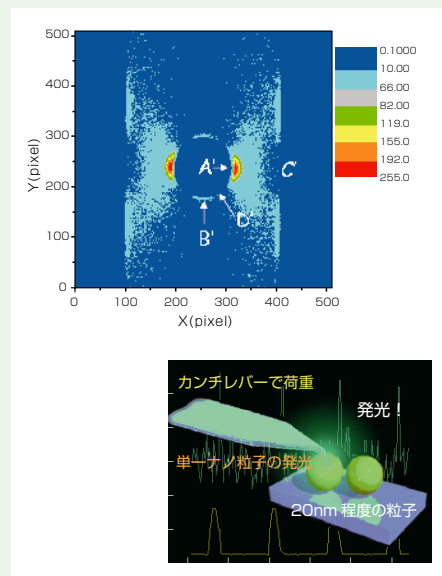 500
400
300
200
100
0
Y(pixel)
0
100
200
300
400
500
X(pixel)
A'
B'
C'
D'
0.1000
10.00
66.00
82.00
119.0
155.0
192.0
255.0
カンチレバーで荷重
発光！
単一ナノ粒子の発光
20nm 程度の粒子